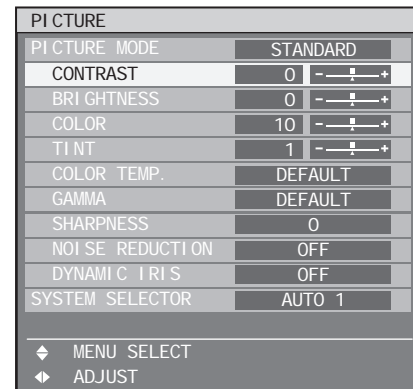 PICTURE
PICTURE MODE STANDARD
CONTRAST 0 - +
BRIGHTNESS 0 - +
COLOR 10 - +
TINT 1 - +
COLOR TEMP. DEFAULT
GAMMA DEFAULT
SHARPNESS 0
NOISE REDUCTION OFF
DYNAMIC IRIS OFF
SYSTEM SELECTOR AUTO 1
MENU SELECT
ADJUST